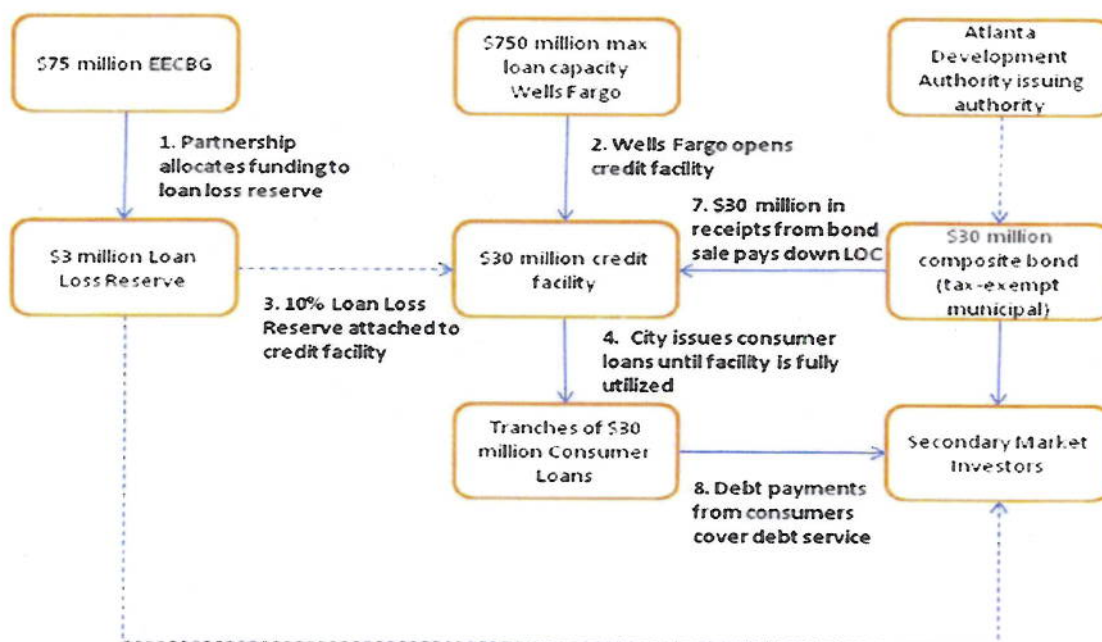 $75 million EECBG
$750 million max
loan capacity
Wells Fargo
Atlanta
Development
Authority issuing
authority
1. Partnership
allocates funding to
loan loss reserve
2. Wells Fargo opens
credit facility
7. $30 million in
receipts from bond
sale pays down LOC
$3 million Loan
Loss Reserve
$30 million credit
facility
$30 million
composite bond
(tax-exempt
municipal)
3. 10% Loan Loss
Reserve attached to
credit facility
4. City issues consumer
loans until facility is fully
utilized
Tranches of $30
million Consumer
Loans
Secondary Market
Investors
8. Debt payments
from consumers
cover debt service